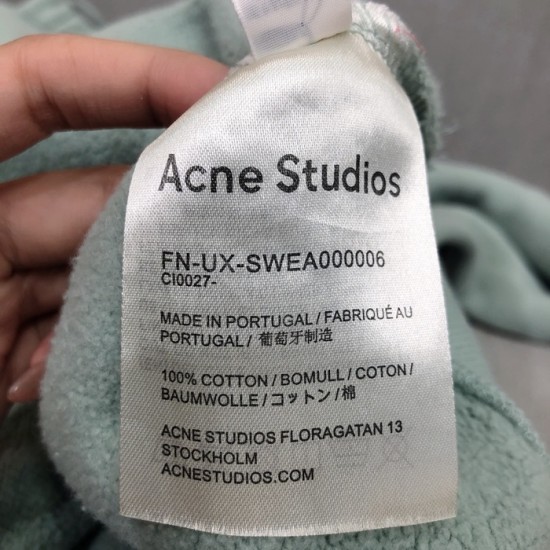 Acne Studios
FN-UX-SWEA000006
CI0027-
MADE IN PORTUGAL / FABRIQUÉ AU
PORTUGAL / 葡萄牙制造
100% COTTON / BOMULL / COTON /
BAUMWOLLE / コットン / 棉
ACNE STUDIOS FLORAGATAN 13
STOCKHOLM
ACNESTUDIOS.COM